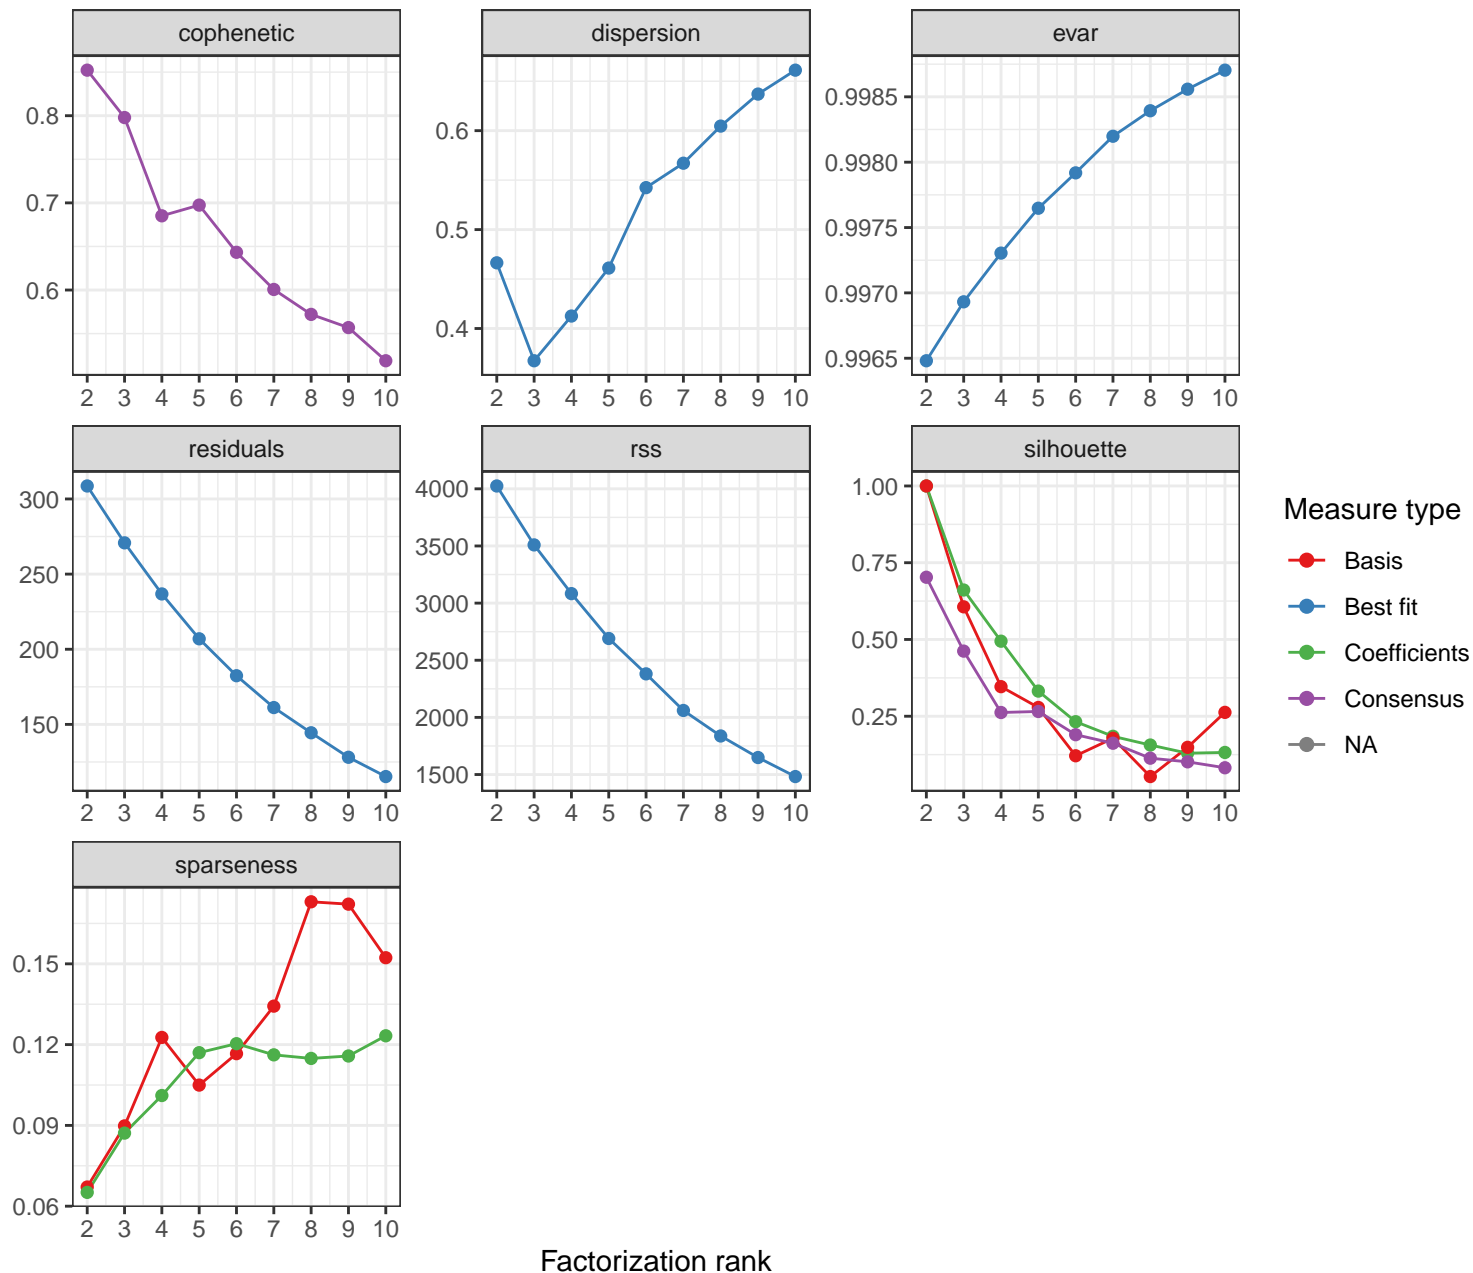 cophenetic dispersion evar
0.8
0.7
0.6
2 3 4 5 6 7 8 9 10
0.6
0.5
0.4
2 3 4 5 6 7 8 9 10
0.9985
0.9980
0.9975
0.9970
0.9965
2 3 4 5 6 7 8 9 10
residuals rss silhouette
300
250
200
150
2 3 4 5 6 7 8 9 10
4000
3500
3000
2500
2000
1500
2 3 4 5 6 7 8 9 10
1.00
0.75
0.50
0.25
2 3 4 5 6 7 8 9 10
Measure type
Basis
Best fit
Coefficients
Consensus
NA
sparseness
0.15
0.12
0.09
0.06
2 3 4 5 6 7 8 9 10
Factorization rank